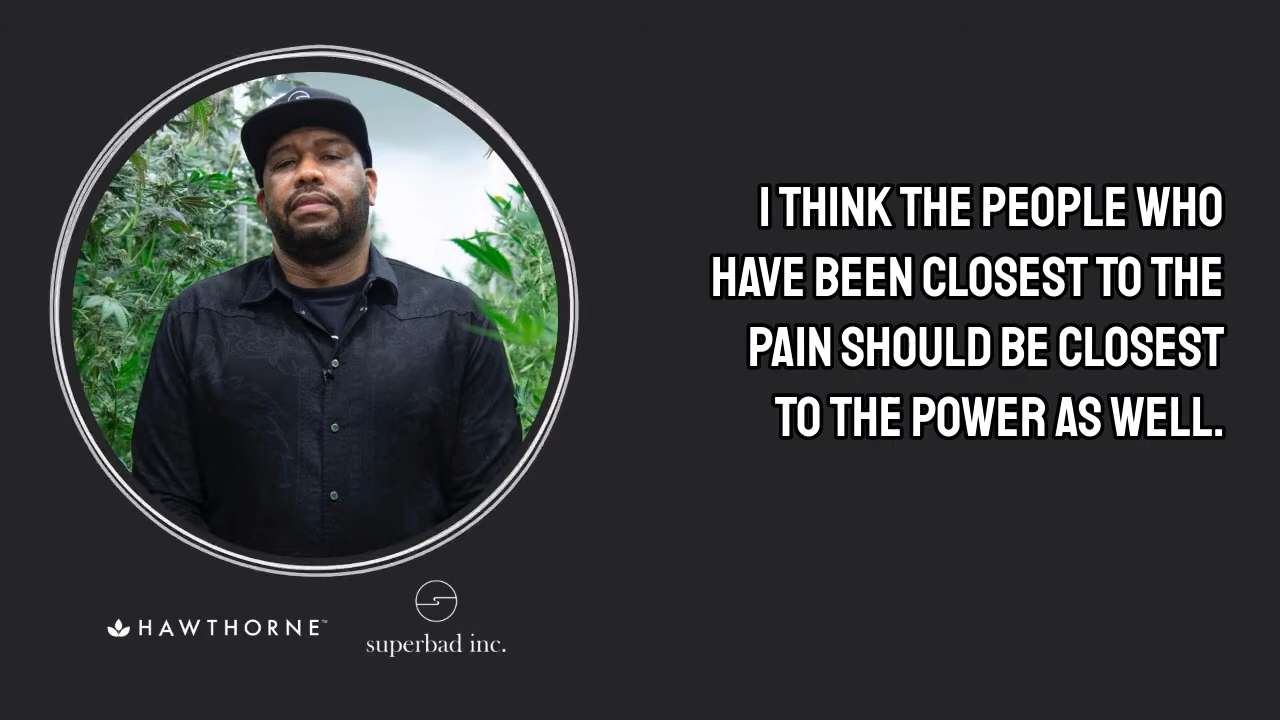 I THINK THE PEOPLE WHO
HAVE BEEN CLOSEST TO THE
PAIN SHOULD BE CLOSEST
TO THE POWER AS WELL.
HAWTHORNE™
superbad inc.